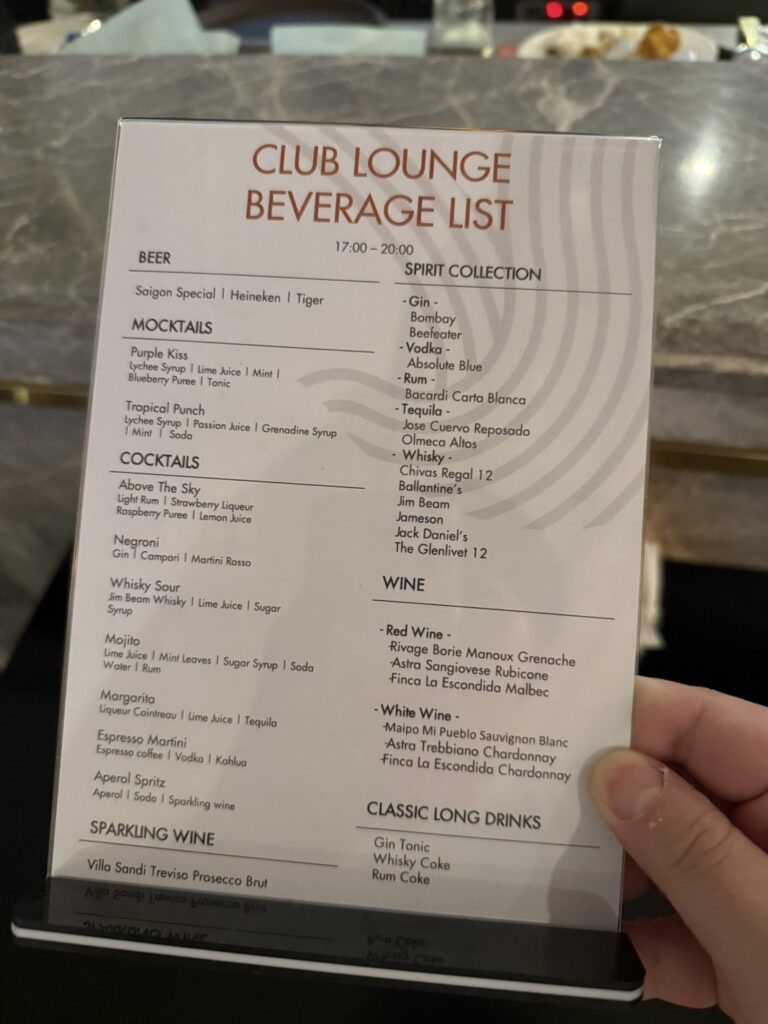 CLUB LOUNGE
BEVERAGE LIST
17:00 – 20:00
BEER
Saigon Special | Heineken | Tiger
MOCKTAILS
Purple Kiss
Lychee Syrup | Lime Juice | Mint |
Blueberry Puree | Tonic
Tropical Punch
Lychee Syrup | Passion Juice | Grenadine Syrup
| Mint | Soda
COCKTAILS
Above The Sky
Light Rum | Strawberry Liqueur
Raspberry Puree | Lemon Juice
Negroni
Gin | Campari | Martini Rosso
Whisky Sour
Jim Beam Whisky | Lime Juice | Sugar
Syrup
Mojito
Lime Juice | Mint Leaves | Sugar Syrup | Soda
Water | Rum
Margarita
Liqueur Cointreau | Lime Juice | Tequila
Espresso Martini
Espresso coffee | Vodka | Kahlua
Aperol Spritz
Aperol | Soda | Sparkling wine
SPARKLING WINE
Villa Sandi Treviso Prosecco Brut
SPIRIT COLLECTION
- Gin -
Bombay
Beefeater
- Vodka -
Absolute Blue
- Rum -
Bacardi Carta Blanca
- Tequila -
Jose Cuervo Reposado
Olmeca Altos
- Whisky -
Chivas Regal 12
Ballantine's
Jim Beam
Jameson
Jack Daniel's
The Glenlivet 12
WINE
- Red Wine -
-Rivage Borie Manoux Grenache
-Astra Sangiovese Rubicone
-Finca La Escondida Malbec
- White Wine -
-Maipo Mi Pueblo Sauvignon Blanc
-Astra Trebbiano Chardonnay
-Finca La Escondida Chardonnay
CLASSIC LONG DRINKS
Gin Tonic
Whisky Coke
Rum Coke